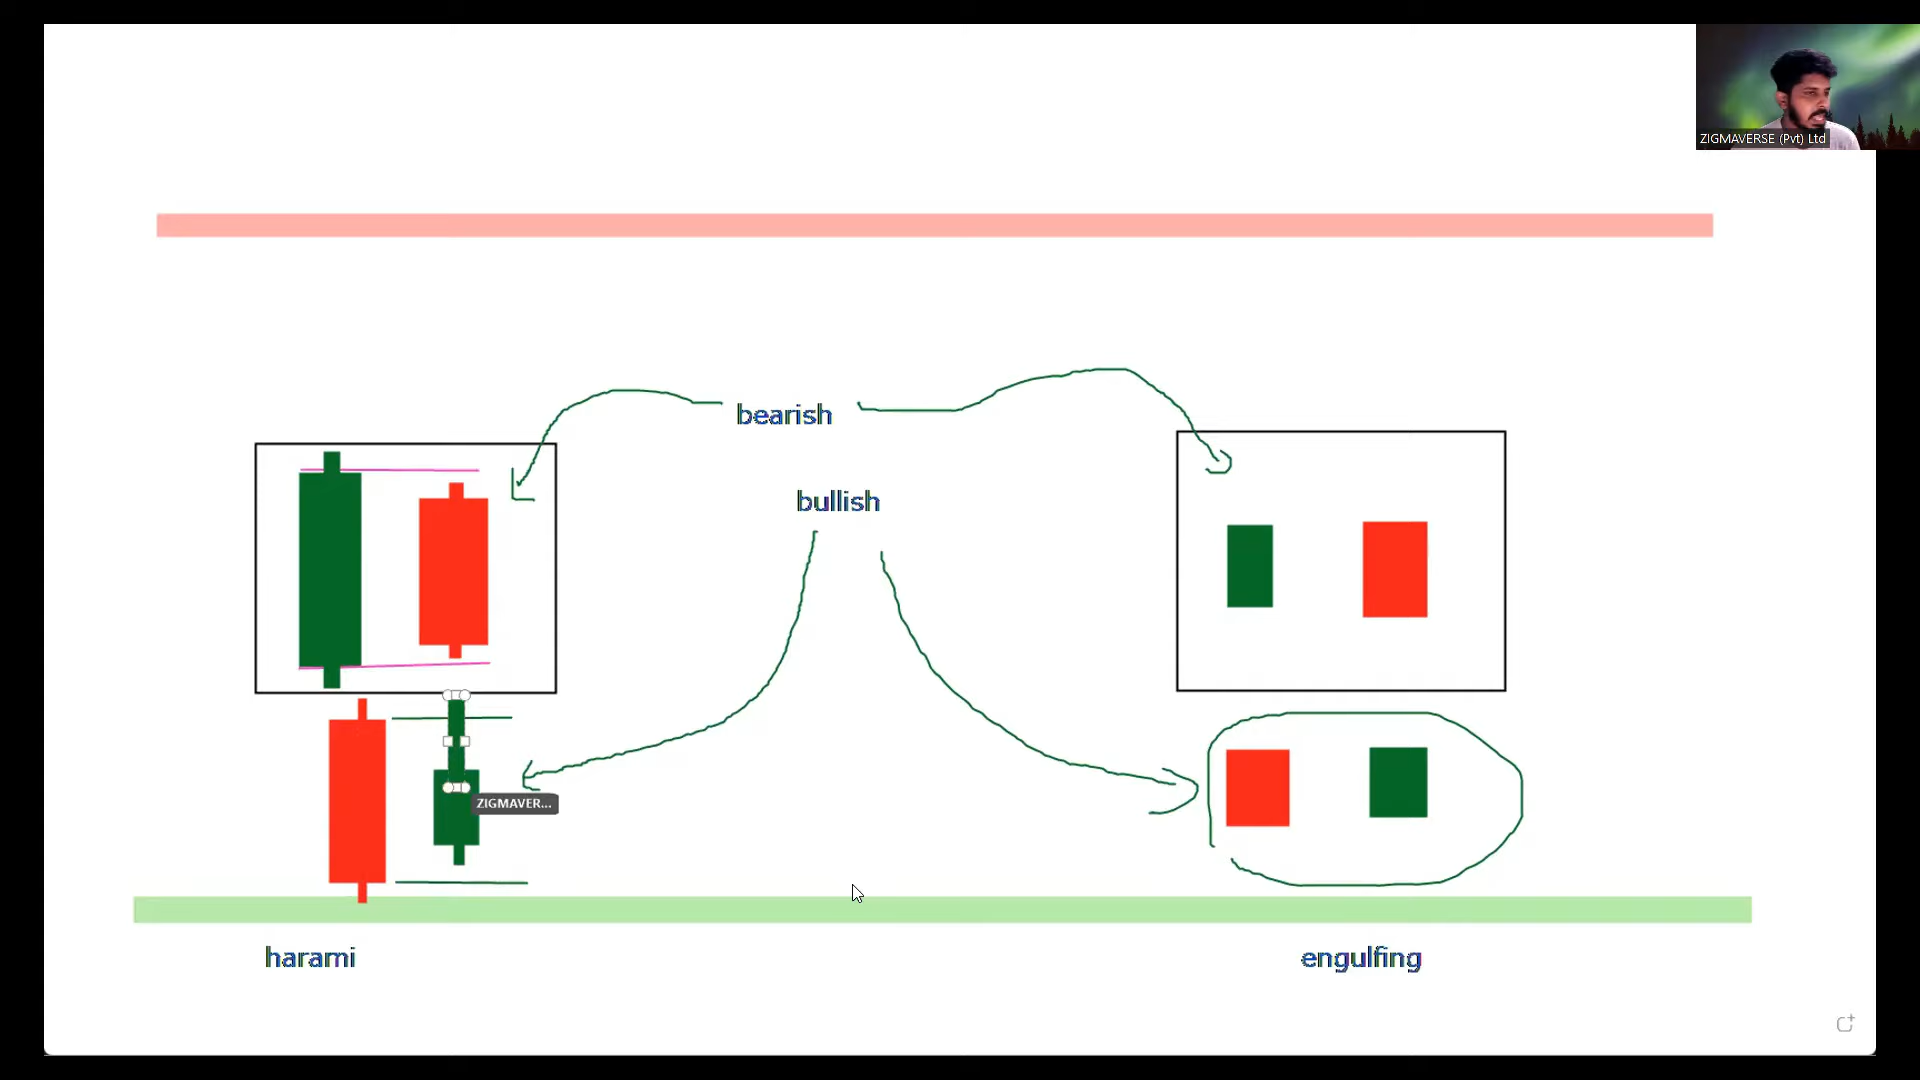 ZIGMAVERSE (Pvt) Ltd
bearish
bullish
ZIGMAVER...
harami
engulfing